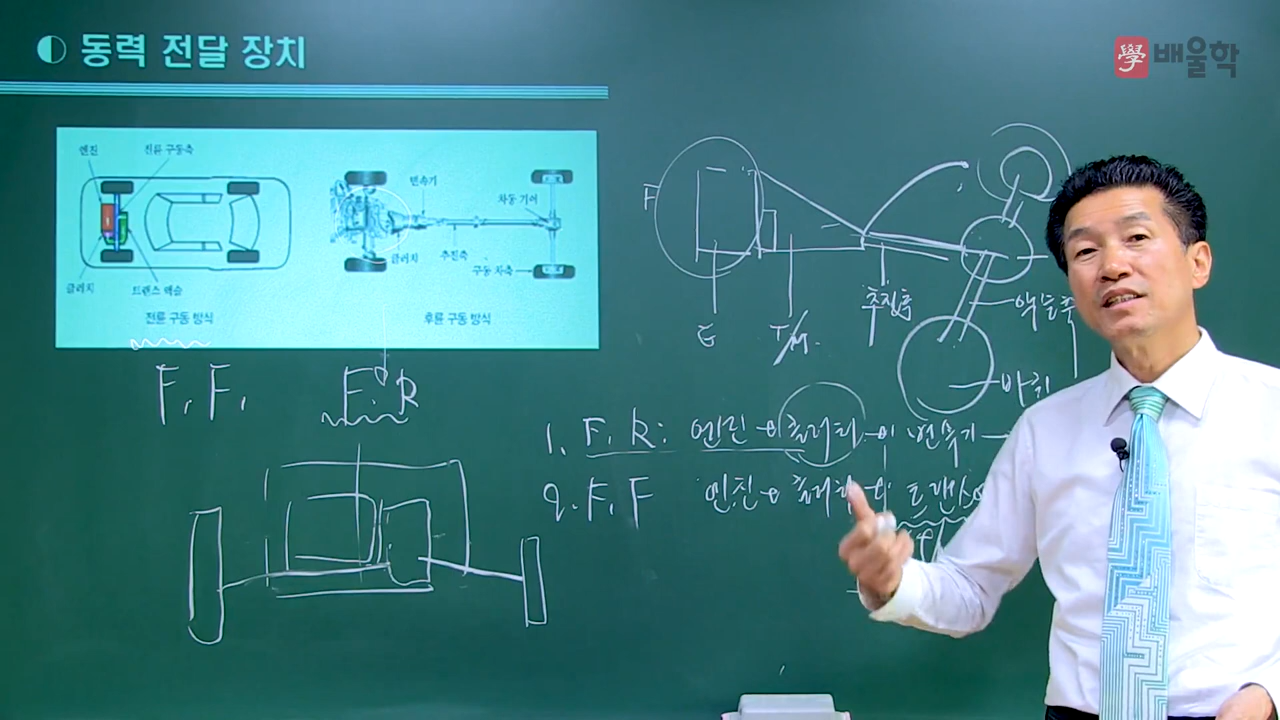 동력 전달 장치
學 배울학
엔진
전륜 구동축
클러치
트랜스 액슬
전륜 구동 방식
변속기
차동 기어
클러치
추진축
구동 차축
후륜 구동 방식
F
E
T/M.
추진축
액슬축
바퀴
F. F.
F. R
1. F. R: 엔진 클러치 변속기
2. F. F 엔진 클러치 트랜스